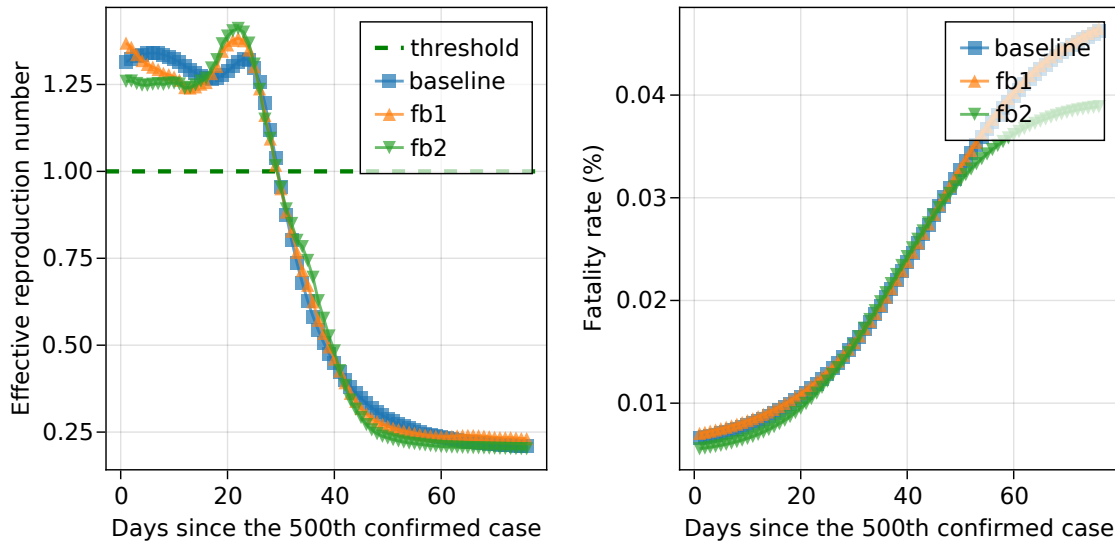 Effective reproduction number
1.25
1.00
0.75
0.50
0.25
0
20
40
60
Days since the 500th confirmed case
threshold
baseline
fb1
fb2
Fatality rate (%)
0.04
0.03
0.02
0.01
0
20
40
60
Days since the 500th confirmed case
baseline
fb1
fb2